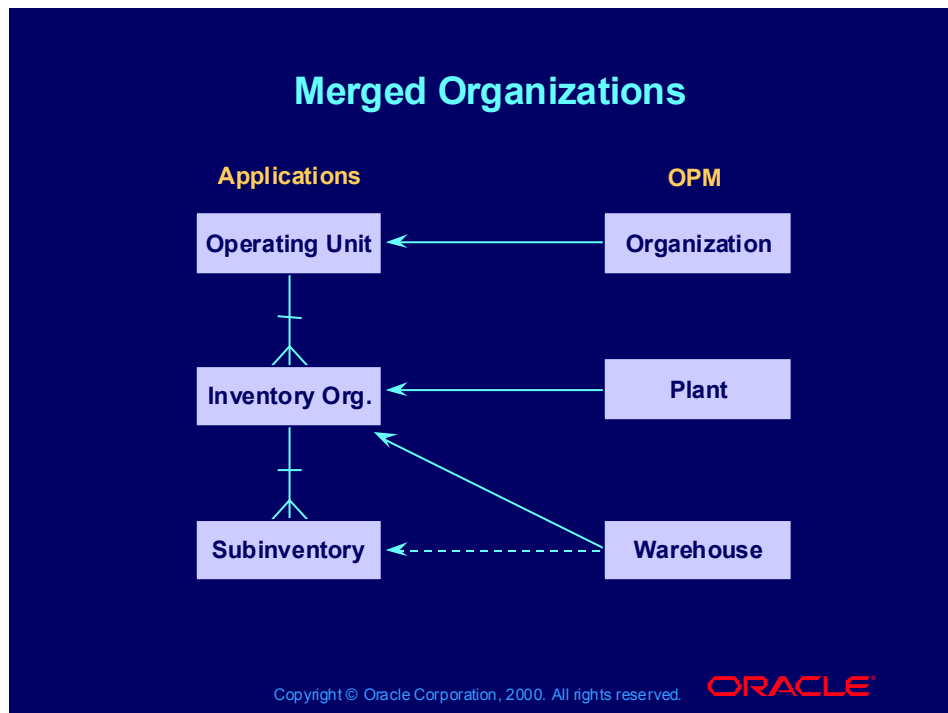 Merged Organizations
Applications
OPM
Operating Unit
Organization
Inventory Org.
Plant
Subinventory
Warehouse
Copyright © Oracle Corporation, 2000. All rights reserved.
ORACLE®